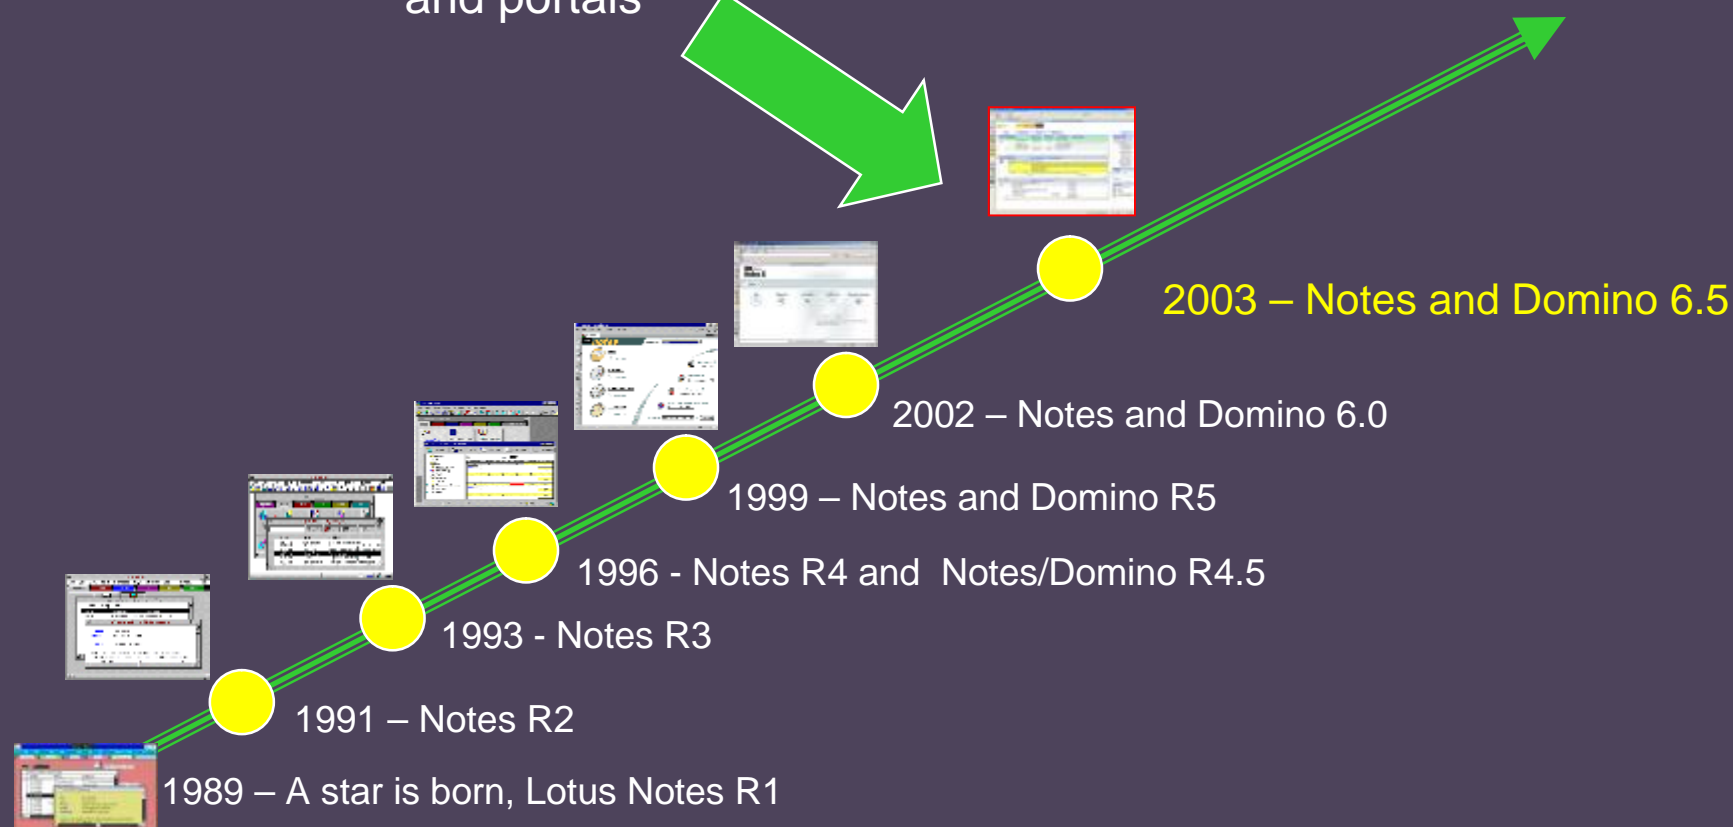 and portals
2003 – Notes and Domino 6.5
2002 – Notes and Domino 6.0
1999 – Notes and Domino R5
1996 - Notes R4 and  Notes/Domino R4.5
1993 - Notes R3
1991 – Notes R2
1989 – A star is born, Lotus Notes R1